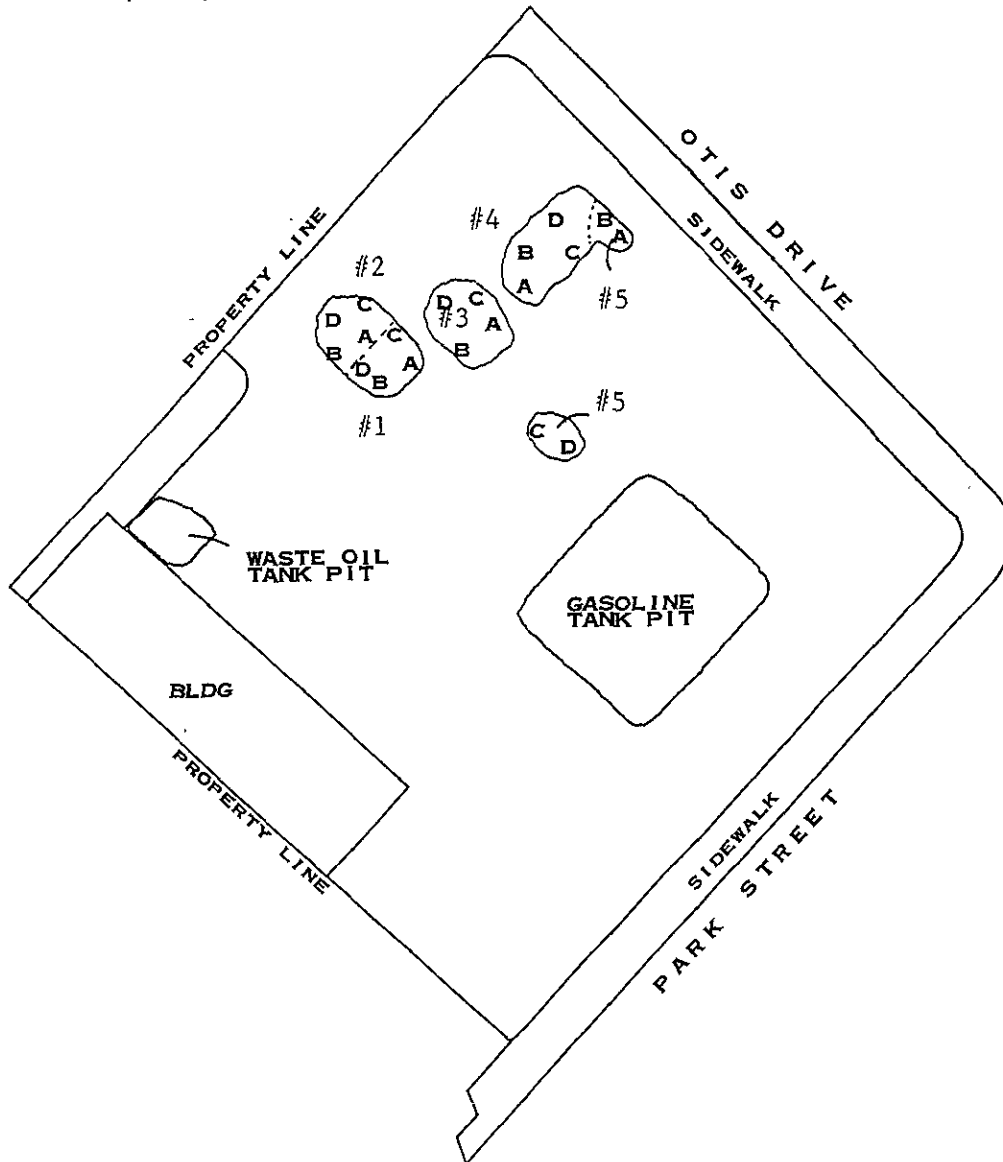 OTIS DRIVE
SIDEWALK
PROPERTY LINE
#4
D
B
A
B
C
A
#2
#5
C
D
C
D
#3
A
A
C
B
B
A
D
B
#1
#5
C
D
WASTE OIL
TANK PIT
GASOLINE
TANK PIT
BLDG
PROPERTY LINE
SIDEWALK
PARK STREET